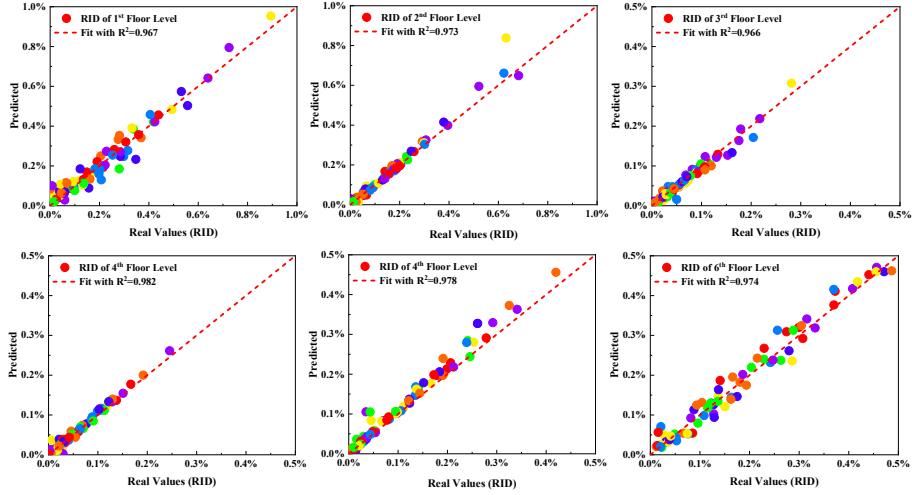 1.0%
0.8%
0.6%
0.4%
0.2%
0.0%
Predicted
RID of 1st Floor Level
Fit with R2=0.967
0.0% 0.2% 0.4% 0.6% 0.8% 1.0%
Real Values (RID)
1.0%
0.8%
0.6%
0.4%
0.2%
0.0%
Predicted
RID of 2nd Floor Level
Fit with R2=0.973
0.0% 0.2% 0.4% 0.6% 0.8% 1.0%
Real Values (RID)
0.5%
0.4%
0.3%
0.2%
0.1%
0.0%
Predicted
RID of 3rd Floor Level
Fit with R2=0.966
0.0% 0.1% 0.2% 0.3% 0.4% 0.5%
Real Values (RID)
0.5%
0.4%
0.3%
0.2%
0.1%
0.0%
Predicted
RID of 4th Floor Level
Fit with R2=0.982
0.0% 0.1% 0.2% 0.3% 0.4% 0.5%
Real Values (RID)
0.5%
0.4%
0.3%
0.2%
0.1%
0.0%
Predicted
RID of 4th Floor Level
Fit with R2=0.978
0.0% 0.1% 0.2% 0.3% 0.4% 0.5%
Real Values (RID)
0.5%
0.4%
0.3%
0.2%
0.1%
0.0%
Predicted
RID of 6th Floor Level
Fit with R2=0.974
0.0% 0.1% 0.2% 0.3% 0.4% 0.5%
Real Values (RID)